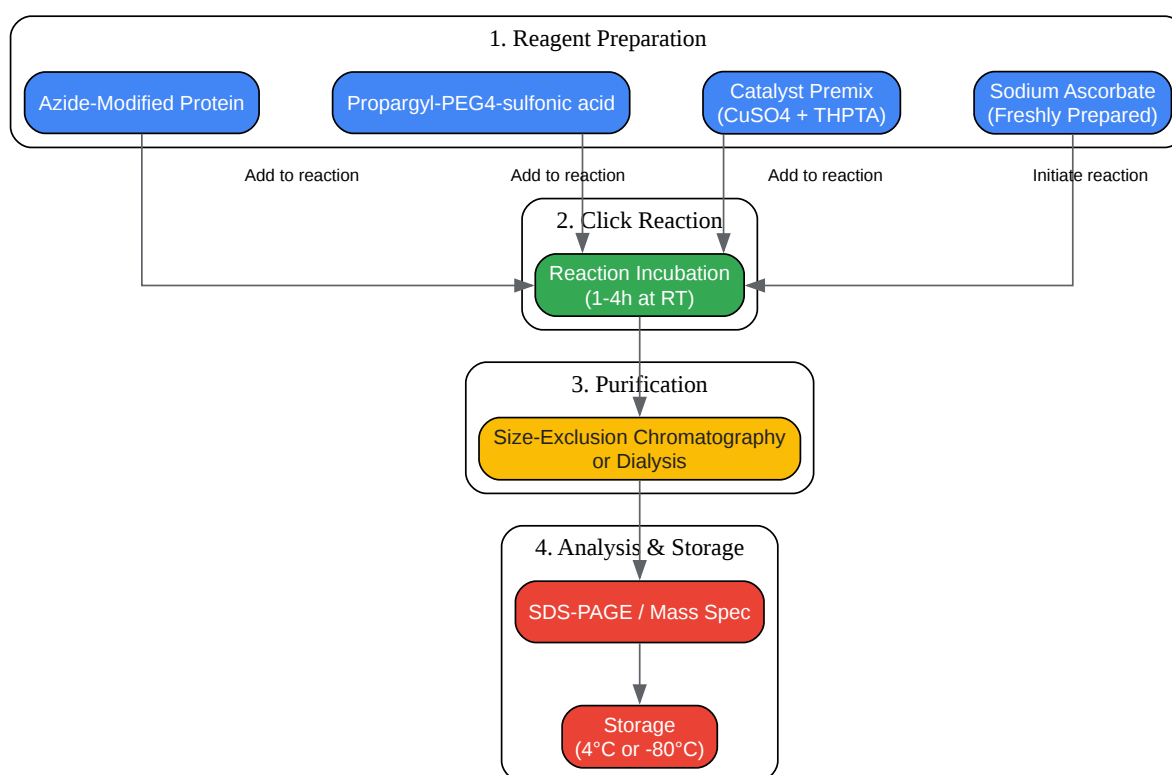 1. Reagent Preparation
Azide-Modified Protein
Propargyl-PEG4-sulfonic acid
Catalyst Premix
(CuSO4 + THPTA)
Sodium Ascorbate
(Freshly Prepared)
Add to reaction
Add to reaction
Add to reaction
Initiate reaction
2. Click Reaction
Reaction Incubation
(1-4h at RT)
3. Purification
Size-Exclusion Chromatography
or Dialysis
4. Analysis & Storage
SDS-PAGE / Mass Spec
Storage
(4°C or -80°C)